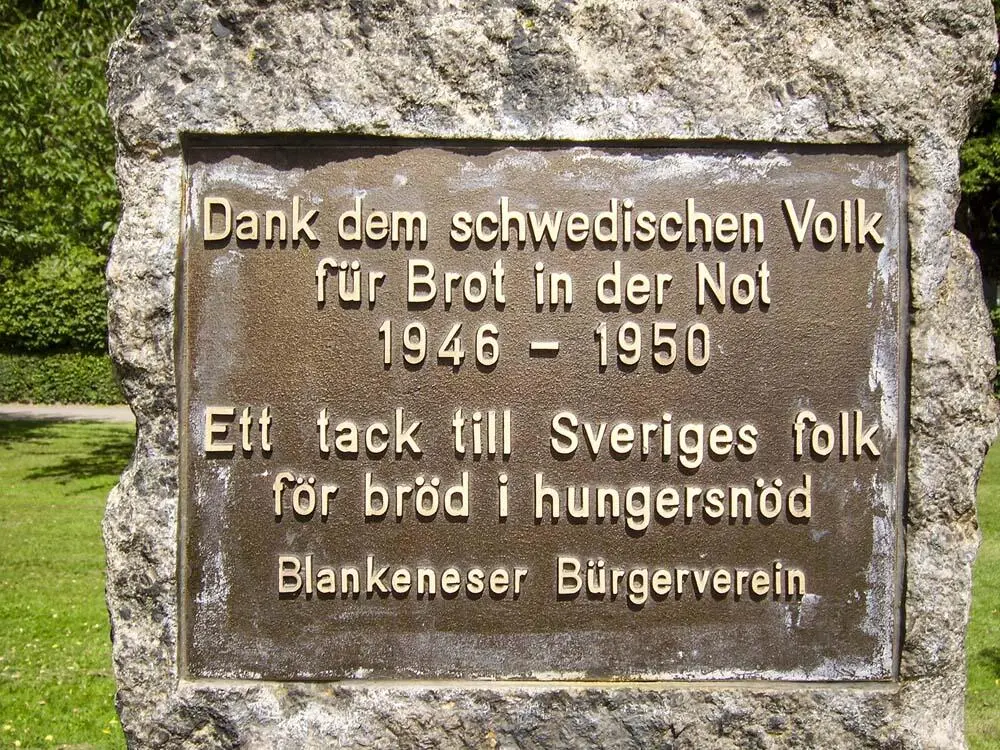 Dank dem schwedischen Volk
für Brot in der Not
1946 – 1950
Ett tack till Sveriges folk
för bröd i hungersnöd
Blankeneser Bürgerverein